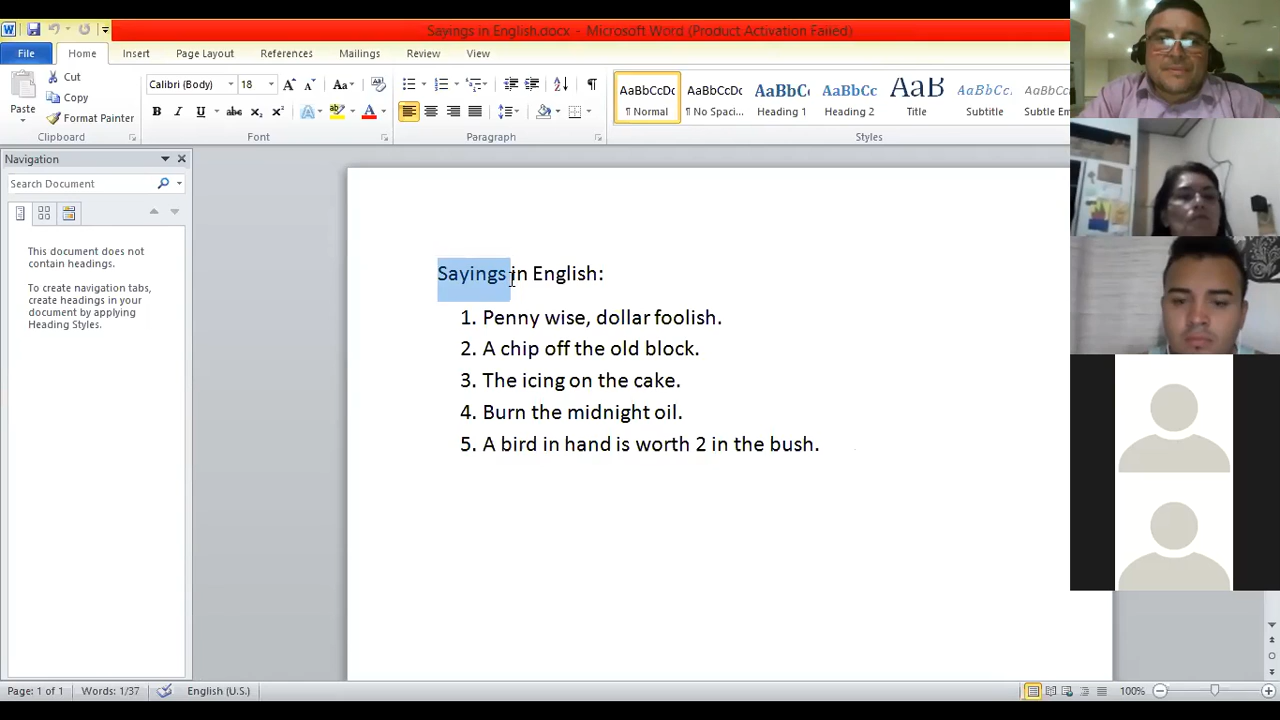 Sayings in English.docx - Microsoft Word (Product Activation Failed)
File Home Insert Page Layout References Mailings Review View
Paste
Cut
Copy
Format Painter
Clipboard
Calibri (Body) 18
Font
Paragraph
AaBbCcDc AaBbCcDc AaBbC AaBbCc AaB AaBbCc AaBbCc
¶ Normal ¶ No Spaci... Heading 1 Heading 2 Title Subtitle Subtle Em
Styles
Navigation
Search Document
This document does not
contain headings.
To create navigation tabs,
create headings in your
document by applying
Heading Styles.
Sayings in English:
1. Penny wise, dollar foolish.
2. A chip off the old block.
3. The icing on the cake.
4. Burn the midnight oil.
5. A bird in hand is worth 2 in the bush.
Page: 1 of 1 Words: 1/37 English (U.S.) 100%